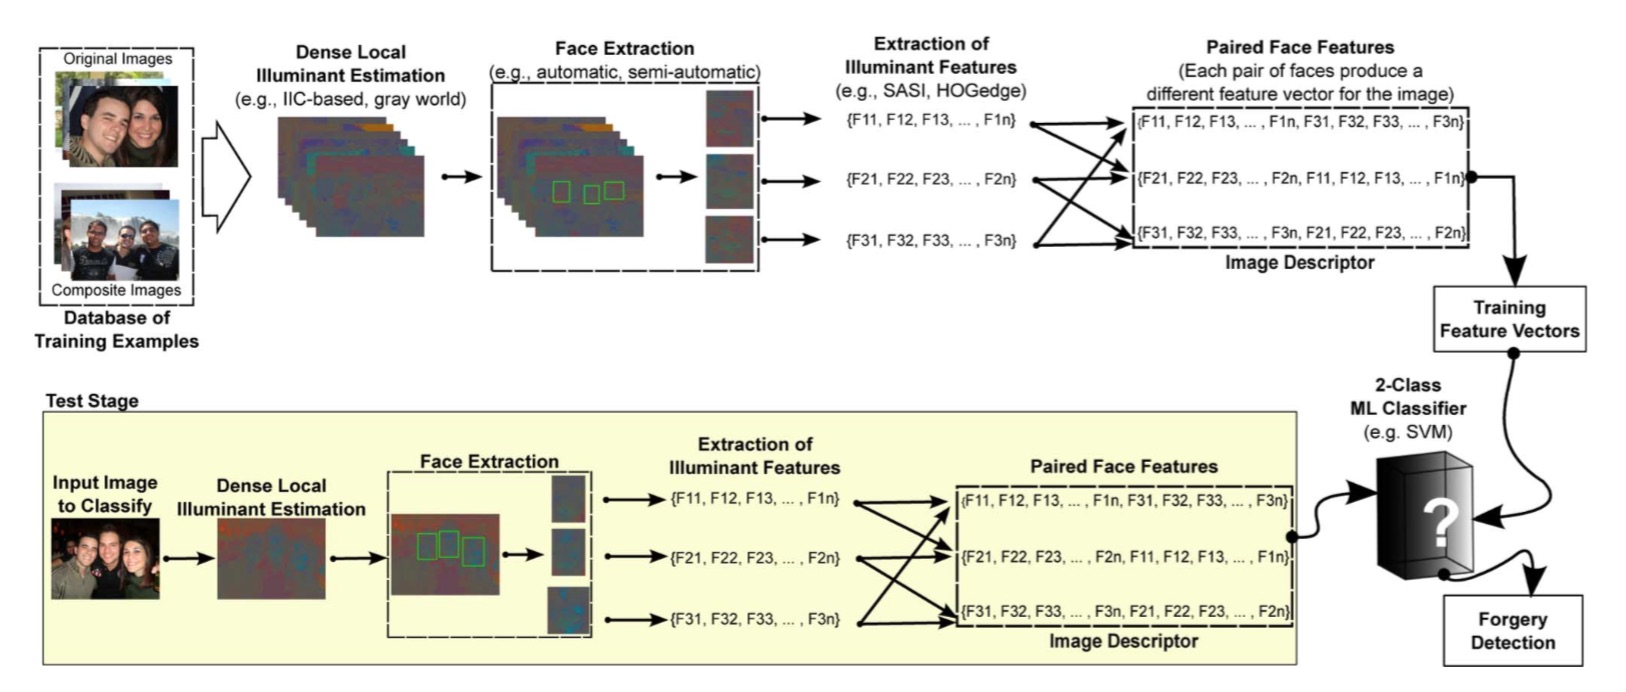 Original Images
Composite Images
Database of
Training Examples
Dense Local
Illuminant Estimation
(e.g., IIC-based, gray world)
Face Extraction
(e.g., automatic, semi-automatic)
Extraction of
Illuminant Features
(e.g., SASI, HOGedge)
{F11, F12, F13, ... , F1n}
{F21, F22, F23, ... , F2n}
{F31, F32, F33, ... , F3n}
Paired Face Features
(Each pair of faces produce a
different feature vector for the image)
{F11, F12, F13, ... , F1n, F31, F32, F33, ... , F3n}
{F21, F22, F23, ... , F2n, F11, F12, F13, ... , F1n}
{F31, F32, F33, ... , F3n, F21, F22, F23, ... , F2n}
Image Descriptor
Training
Feature Vectors
2-Class
ML Classifier
(e.g. SVM)
?
Forgery
Detection
Test Stage
Input Image
to Classify
Dense Local
Illuminant Estimation
Face Extraction
Extraction of
Illuminant Features
{F11, F12, F13, ... , F1n}
{F21, F22, F23, ... , F2n}
{F31, F32, F33, ... , F3n}
Paired Face Features
{F11, F12, F13, ... , F1n, F31, F32, F33, ... , F3n}
{F21, F22, F23, ... , F2n, F11, F12, F13, ... , F1n}
{F31, F32, F33, ... , F3n, F21, F22, F23, ... , F2n}
Image Descriptor